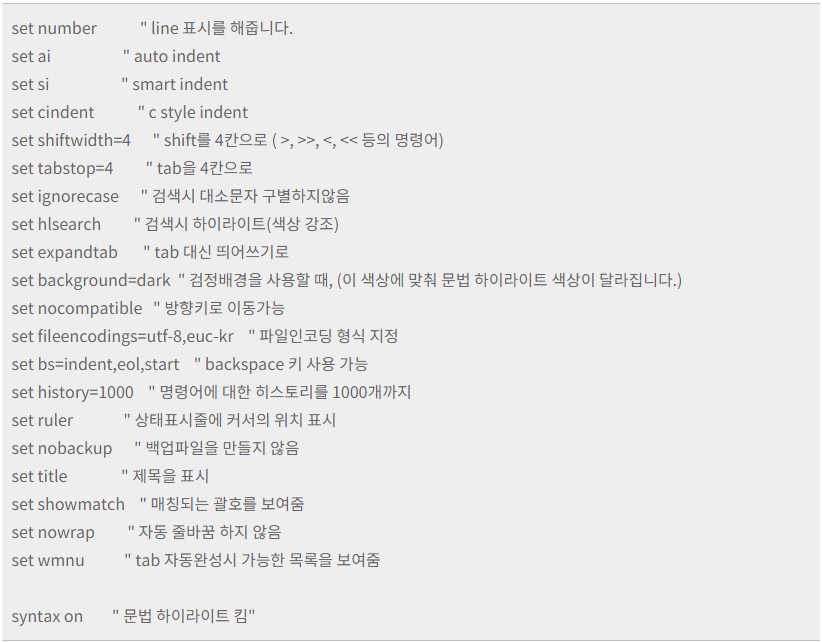 set number " line 표시를 해줍니다.
set ai " auto indent
set si " smart indent
set cindent " c style indent
set shiftwidth=4 " shift를 4칸으로 ( >, >>, <, << 등의 명령어)
set tabstop=4 " tab을 4칸으로
set ignorecase " 검색시 대소문자 구별하지않음
set hlsearch " 검색시 하이라이트(색상 강조)
set expandtab " tab 대신 띄어쓰기로
set background=dark " 검정배경을 사용할 때, (이 색상에 맞춰 문법 하이라이트 색상이 달라집니다.)
set nocompatible " 방향키로 이동가능
set fileencodings=utf-8,euc-kr " 파일인코딩 형식 지정
set bs=indent,eol,start " backspace 키 사용 가능
set history=1000 " 명령어에 대한 히스토리를 1000개까지
set ruler " 상태표시줄에 커서의 위치 표시
set nobackup " 백업파일을 만들지 않음
set title " 제목을 표시
set showmatch " 매칭되는 괄호를 보여줌
set nowrap " 자동 줄바꿈 하지 않음
set wmnu " tab 자동완성시 가능한 목록을 보여줌
syntax on " 문법 하이라이트 킴"